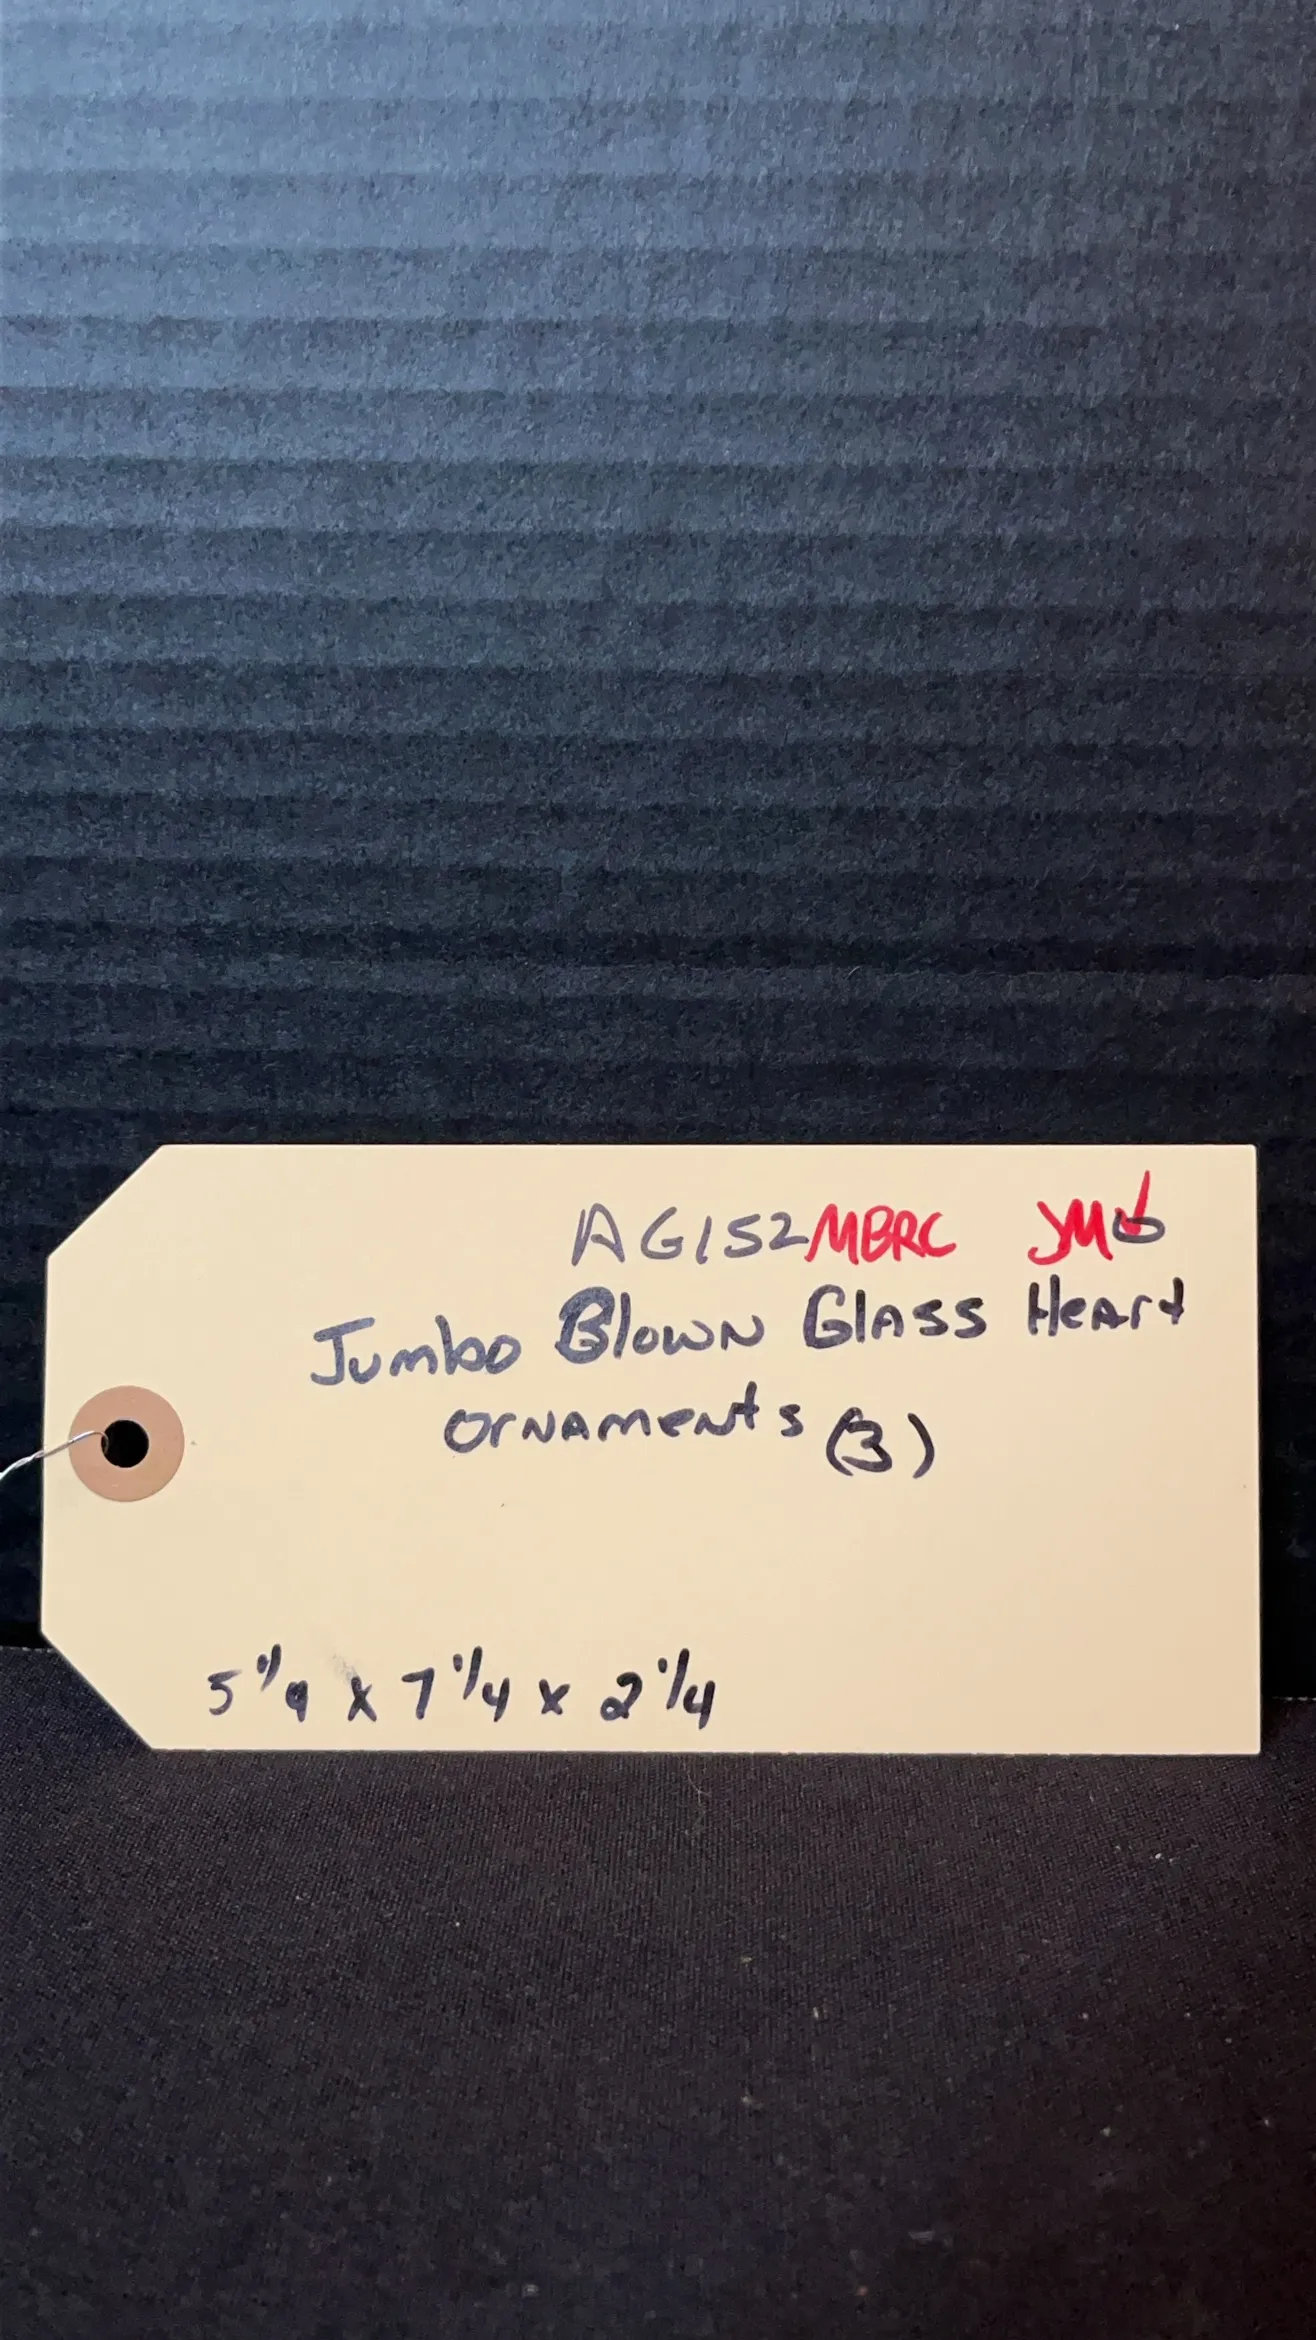 AG152MBRC JM
Jumbo Blown Glass Heart
Ornaments (3)
5 1/4 x 7 1/4 x 2 1/4